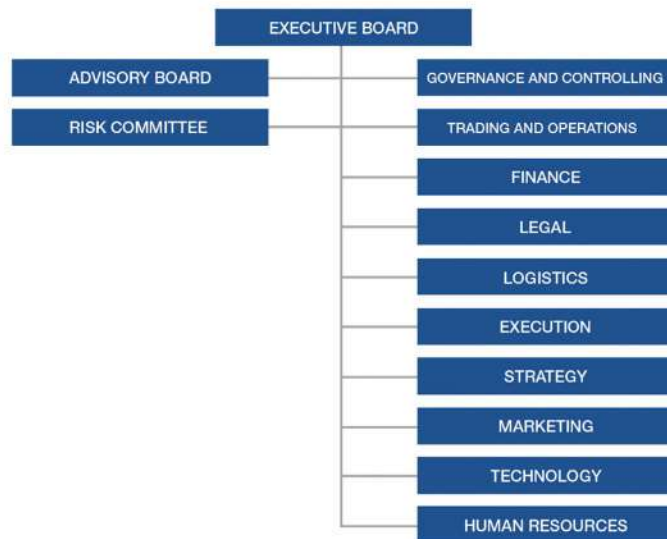 EXECUTIVE BOARD
ADVISORY BOARD
GOVERNANCE AND CONTROLLING
RISK COMMITTEE
TRADING AND OPERATIONS
FINANCE
LEGAL
LOGISTICS
EXECUTION
STRATEGY
MARKETING
TECHNOLOGY
HUMAN RESOURCES